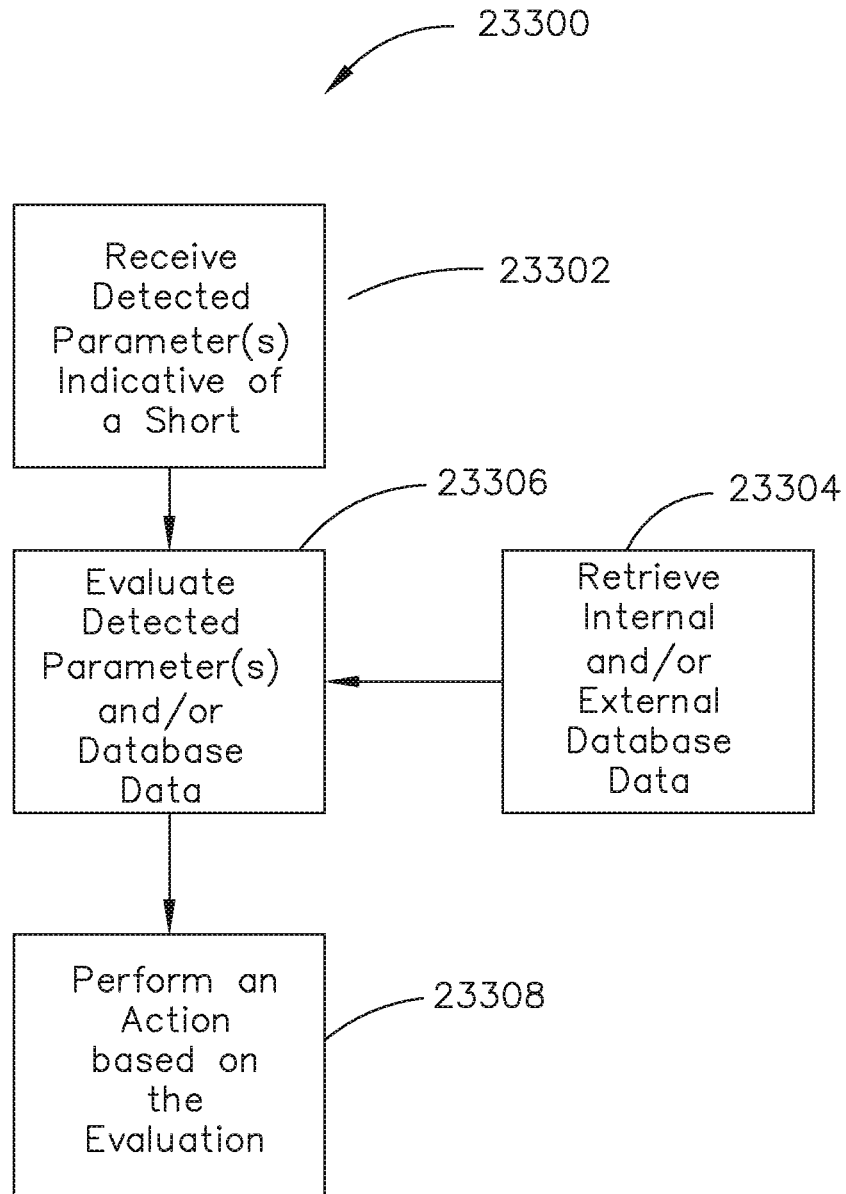 23300
Receive
Detected
Parameter(s)
Indicative of
a Short
23302
23306
23304
Evaluate
Detected
Parameter(s)
and/or
Database
Data
Retrieve
Internal
and/or
External
Database
Data
Perform an
Action
based on
the
Evaluation
23308